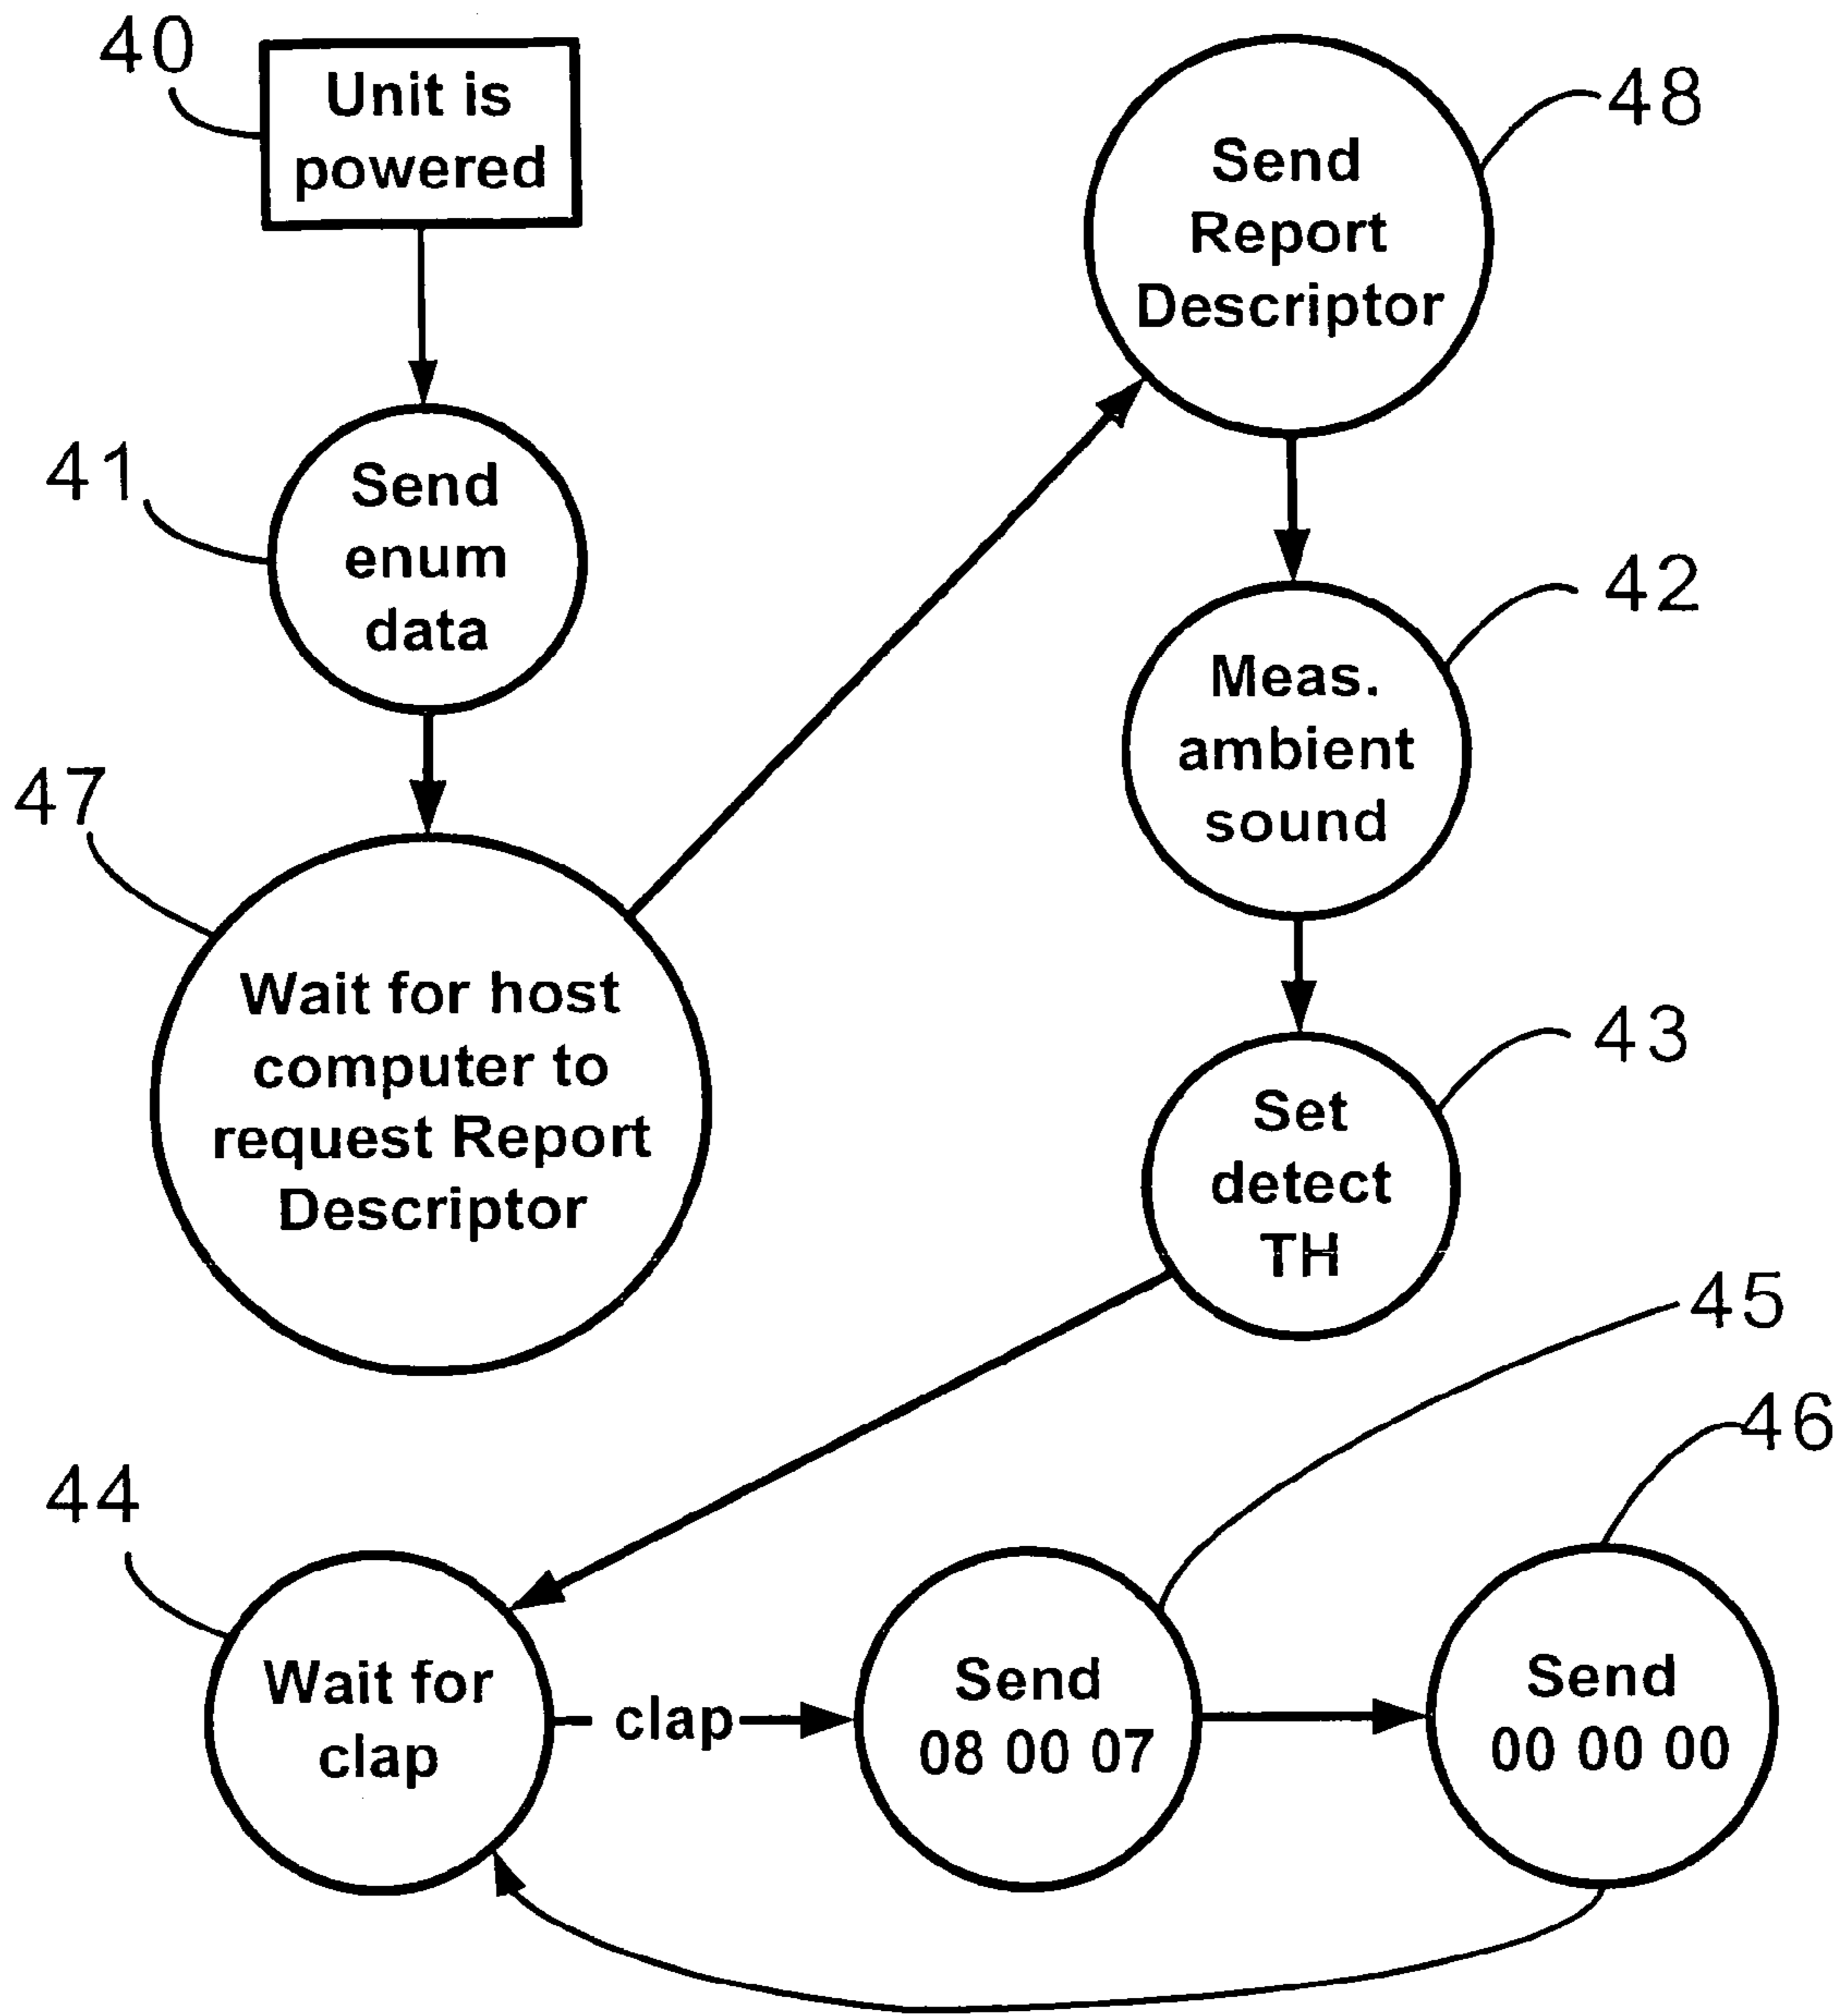 40
Unit is
powered
41
Send
enum
data
47
Wait for host
computer to
request Report
Descriptor
48
Send
Report
Descriptor
42
Meas.
ambient
sound
43
Set
detect
TH
44
Wait for
clap
clap
45
Send
08 00 07
46
Send
00 00 00